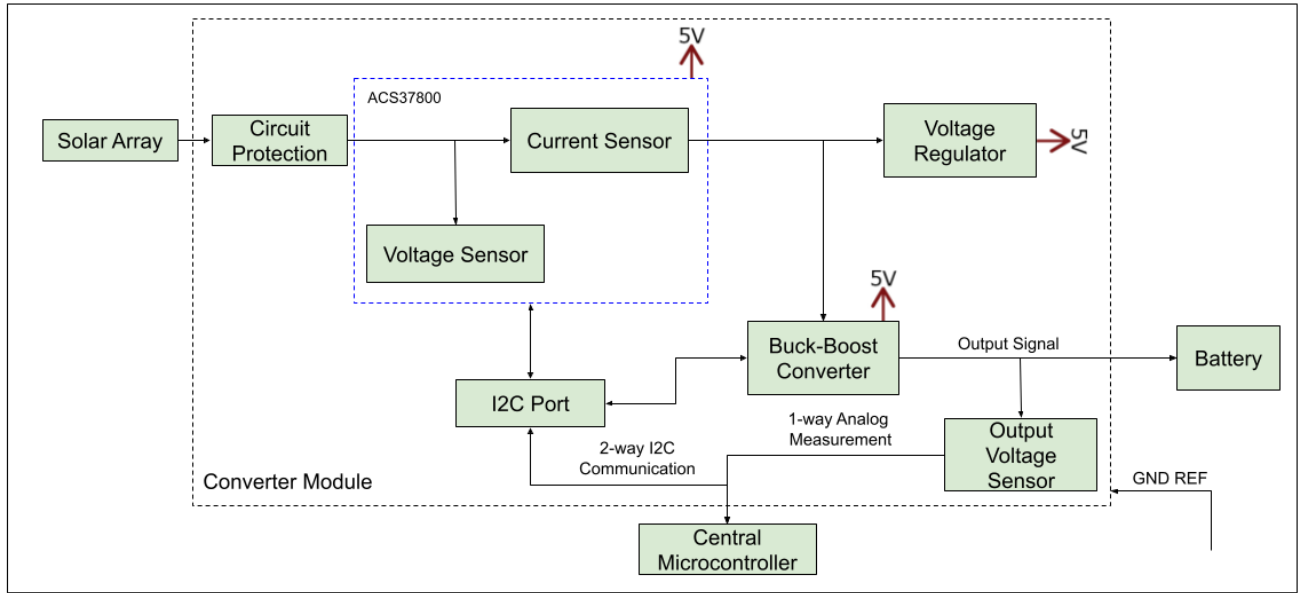 5V
ACS37800
Solar Array
Circuit
Protection
Current Sensor
Voltage
Regulator
5V
Voltage Sensor
5V
Buck-Boost
Converter
Output Signal
Battery
I2C Port
1-way Analog
Measurement
2-way I2C
Communication
Output
Voltage
Sensor
Converter Module
GND REF
Central
Microcontroller